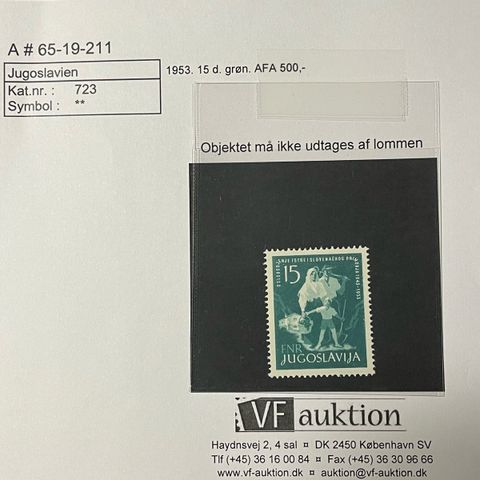 A # 65-19-211
Jugoslavien
Kat.nr. : 723
Symbol : **
1953. 15 d. grøn. AFA 500,-
Objektet må ikke udtages af lommen
15
FNR
JUGOSLAVIJA
VF auktion
Haydnsvej 2, 4 sal ¤ DK 2450 København SV
Tlf (+45) 36 16 00 84 ¤ Fax (+45) 36 30 96 66
www.vf-auktion.dk ¤ auktion@vf-auktion.dk